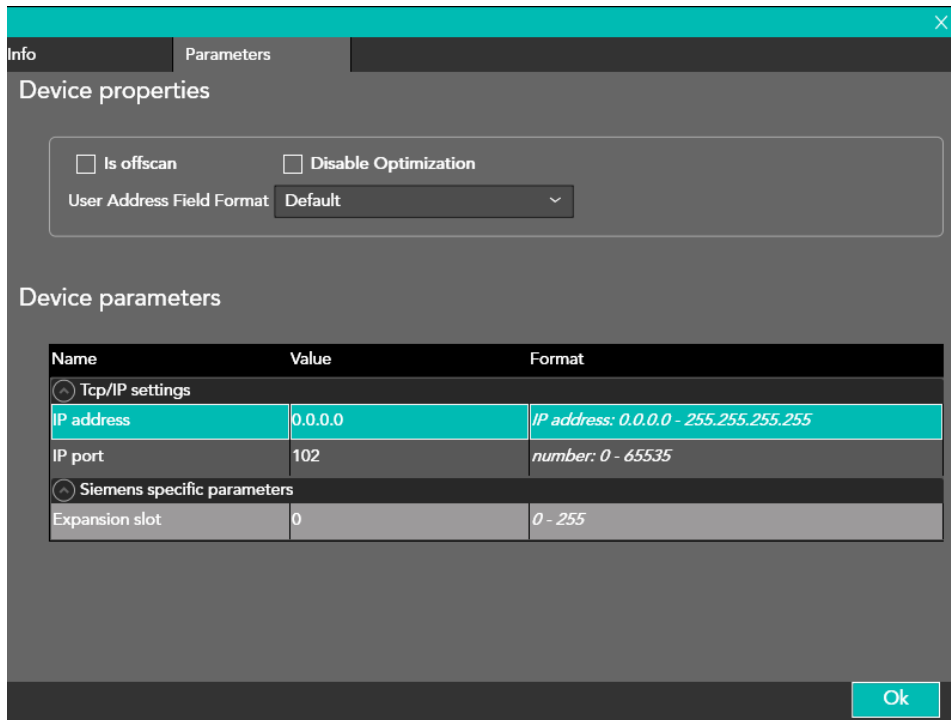 Info Parameters
Device properties
Is offscan Disable Optimization
User Address Field Format Default
Device parameters
Name Value Format
Tcp/IP settings
IP address 0.0.0.0 IP address: 0.0.0.0 - 255.255.255.255
IP port 102 number: 0 - 65535
Siemens specific parameters
Expansion slot 0 0 - 255
Ok